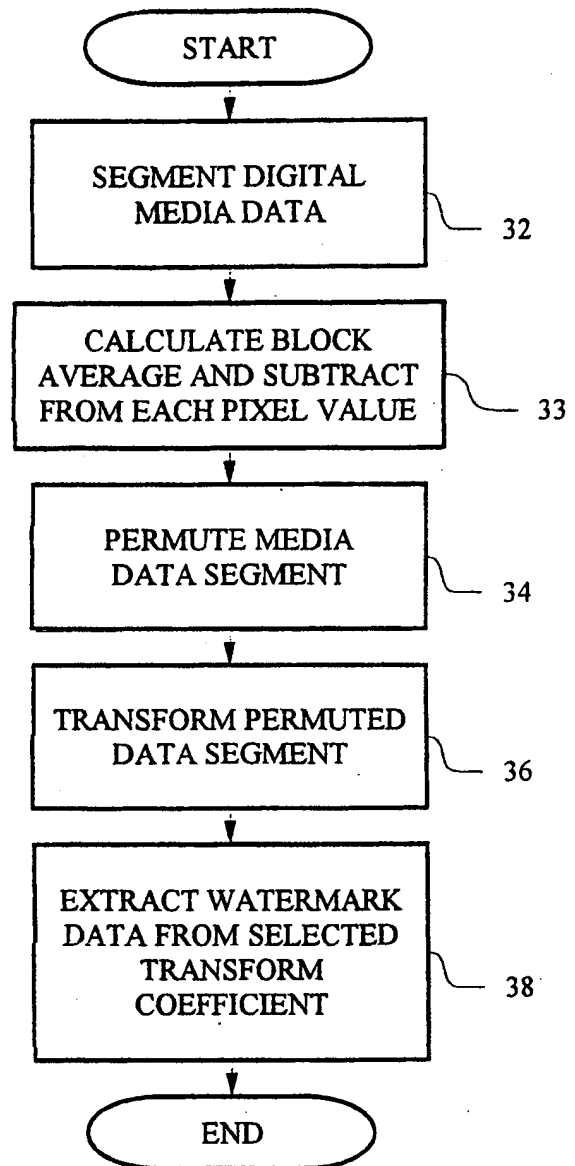 START
SEGMENT DIGITAL
MEDIA DATA
32
CALCULATE BLOCK
AVERAGE AND SUBTRACT
FROM EACH PIXEL VALUE
33
PERMUTE MEDIA
DATA SEGMENT
34
TRANSFORM PERMUTED
DATA SEGMENT
36
EXTRACT WATERMARK
DATA FROM SELECTED
TRANSFORM
COEFFICIENT
38
END